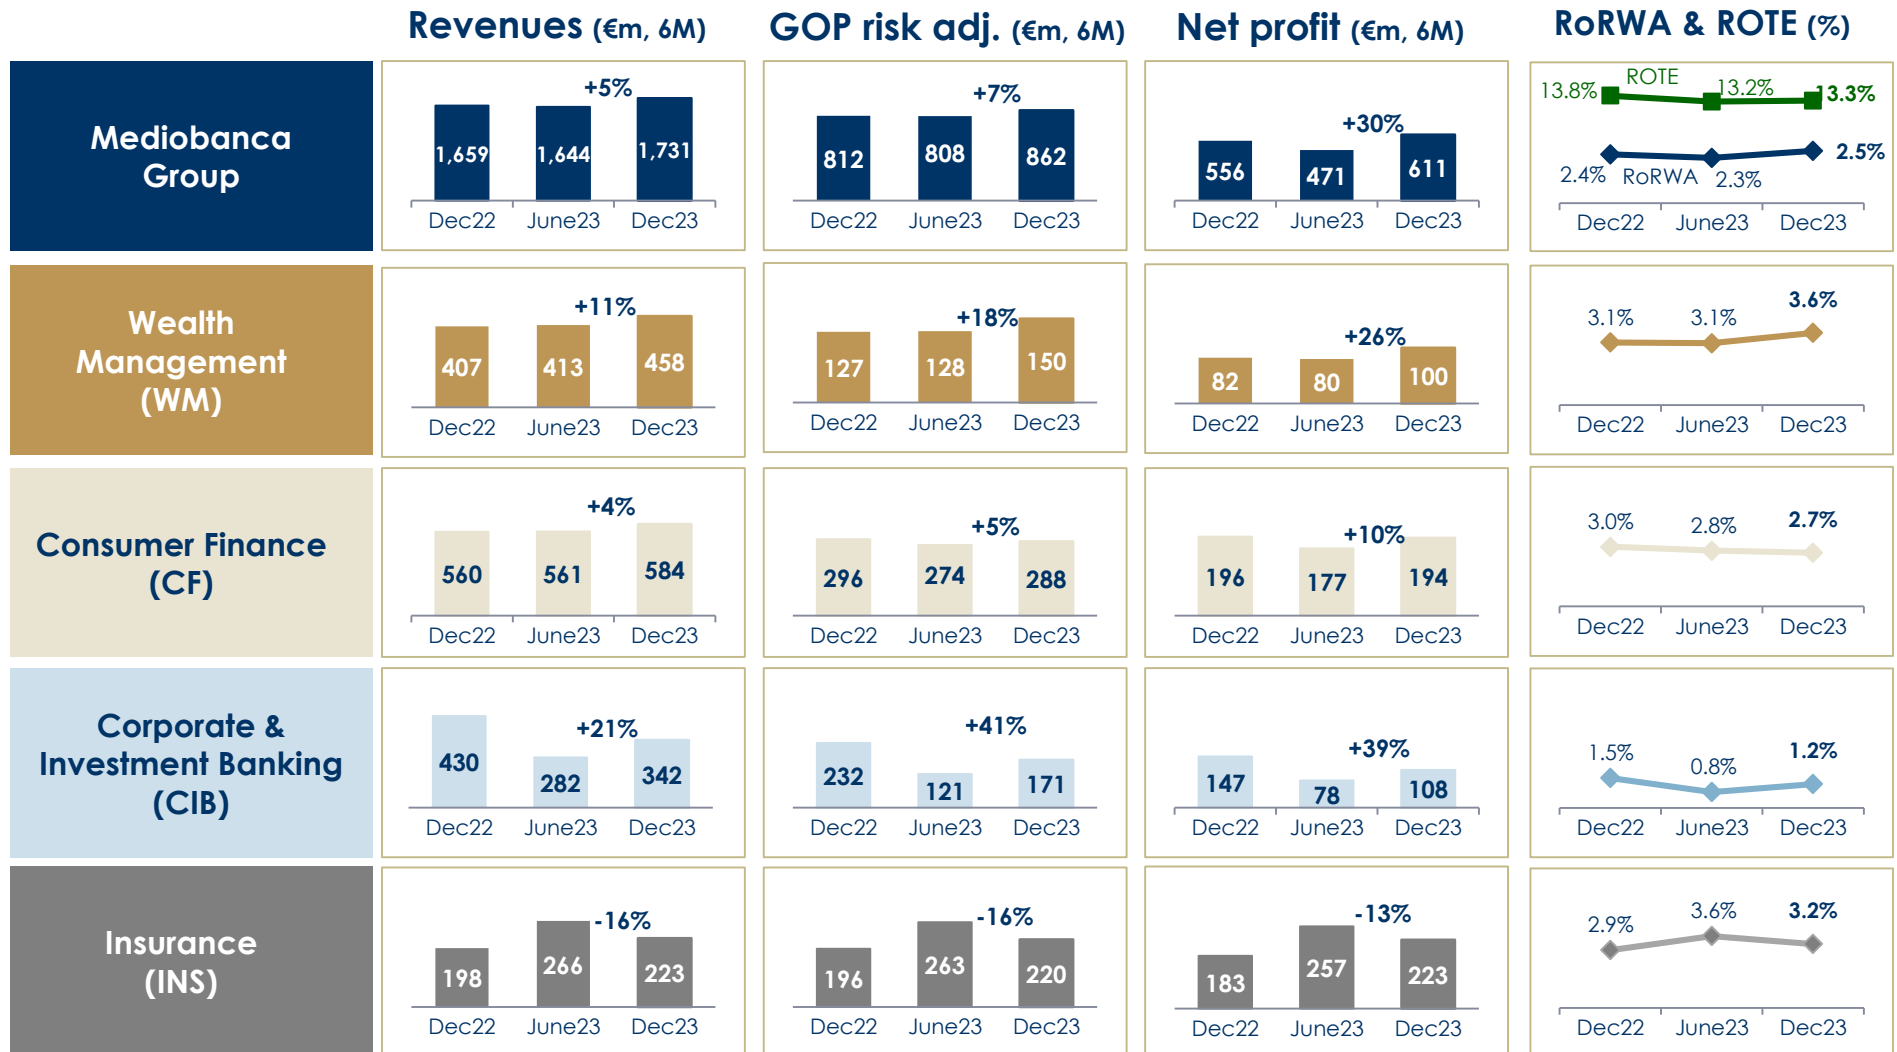 Revenues (€m, 6M)
GOP risk adj. (€m, 6M)
Net profit (€m, 6M)
RoRWA & ROTE (%)
Mediobanca
Group
+5%
1,659 1,644 1,731
Dec22 June23 Dec23
+7%
812 808 862
Dec22 June23 Dec23
+30%
556 471 611
Dec22 June23 Dec23
ROTE
13.8% 13.2% 13.3%
2.4% RoRWA 2.3% 2.5%
Dec22 June23 Dec23
Wealth
Management
(WM)
+11%
407 413 458
Dec22 June23 Dec23
+18%
127 128 150
Dec22 June23 Dec23
+26%
82 80 100
Dec22 June23 Dec23
3.1% 3.1% 3.6%
Dec22 June23 Dec23
Consumer Finance
(CF)
+4%
560 561 584
Dec22 June23 Dec23
+5%
296 274 288
Dec22 June23 Dec23
+10%
196 177 194
Dec22 June23 Dec23
3.0% 2.8% 2.7%
Dec22 June23 Dec23
Corporate &
Investment Banking
(CIB)
+21%
430 282 342
Dec22 June23 Dec23
+41%
232 121 171
Dec22 June23 Dec23
+39%
147 78 108
Dec22 June23 Dec23
1.5% 0.8% 1.2%
Dec22 June23 Dec23
Insurance
(INS)
-16%
198 266 223
Dec22 June23 Dec23
-16%
196 263 220
Dec22 June23 Dec23
-13%
183 257 223
Dec22 June23 Dec23
2.9% 3.6% 3.2%
Dec22 June23 Dec23